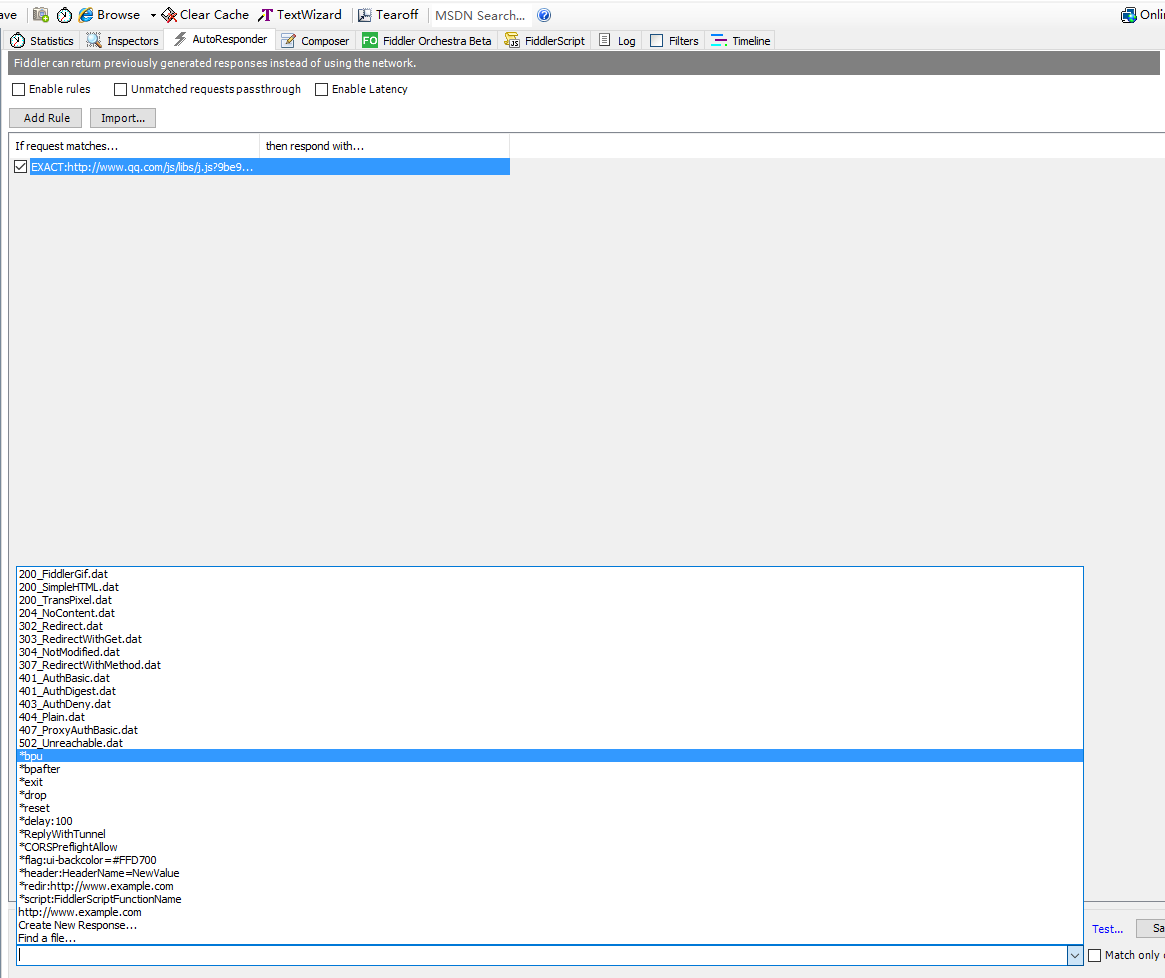 ave Browse Clear Cache TextWizard Tearoff MSDN Search... Onli
Statistics Inspectors AutoResponder Composer FO Fiddler Orchestra Beta FiddlerScript Log Filters Timeline
Fiddler can return previously generated responses instead of using the network.
Enable rules Unmatched requests passthrough Enable Latency
Add Rule Import...
If request matches... then respond with...
EXACT:http://www.qq.com/js/libs/j.js?9be9...
200_FiddlerGif.dat
200_SimpleHTML.dat
200_TransPixel.dat
204_NoContent.dat
302_Redirect.dat
303_RedirectWithGet.dat
304_NotModified.dat
307_RedirectWithMethod.dat
401_AuthBasic.dat
401_AuthDigest.dat
403_AuthDeny.dat
404_Plain.dat
407_ProxyAuthBasic.dat
502_Unreachable.dat
*bpu
*bpafter
*exit
*drop
*reset
*delay:100
*ReplyWithTunnel
*CORSPreflightAllow
*flag:ui-backcolor=#FFD700
*header:HeaderName=NewValue
*redir:http://www.example.com
*script:FiddlerScriptFunctionName
http://www.example.com
Create New Response...
Find a file...
Test... Sa
Match only